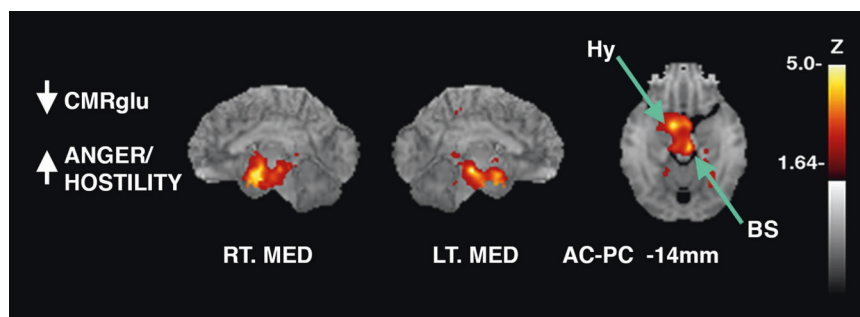 Hy
Z
5.0-
CMRglu
ANGER/
HOSTILITY
1.64-
BS
RT. MED
LT. MED
AC-PC -14mm